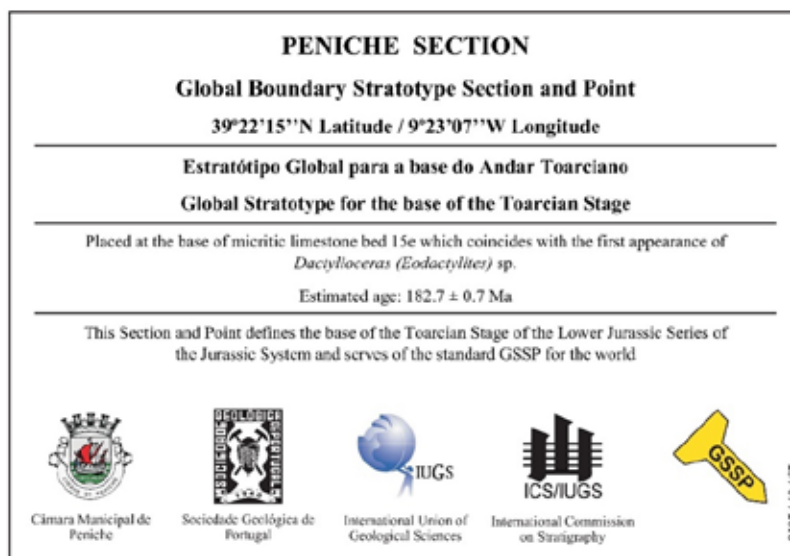 PENICHE SECTION
Global Boundary Stratotype Section and Point
39º22'15''N Latitude / 9º23'07''W Longitude
Estratótipo Global para a base do Andar Toarciano
Global Stratotype for the base of the Toarcian Stage
Placed at the base of micritic limestone bed 15e which coincides with the first appearance of
Dactylioceras (Eodactylites) sp.
Estimated age: 182.7 ± 0.7 Ma
This Section and Point defines the base of the Toarcian Stage of the Lower Jurassic Series of
the Jurassic System and serves of the standard GSSP for the world
IUGS
ICS/IUGS
GSSP
Câmara Municipal de
Peniche
Sociedade Geológica de
Portugal
International Union of
Geological Sciences
International Commission
on Stratigraphy